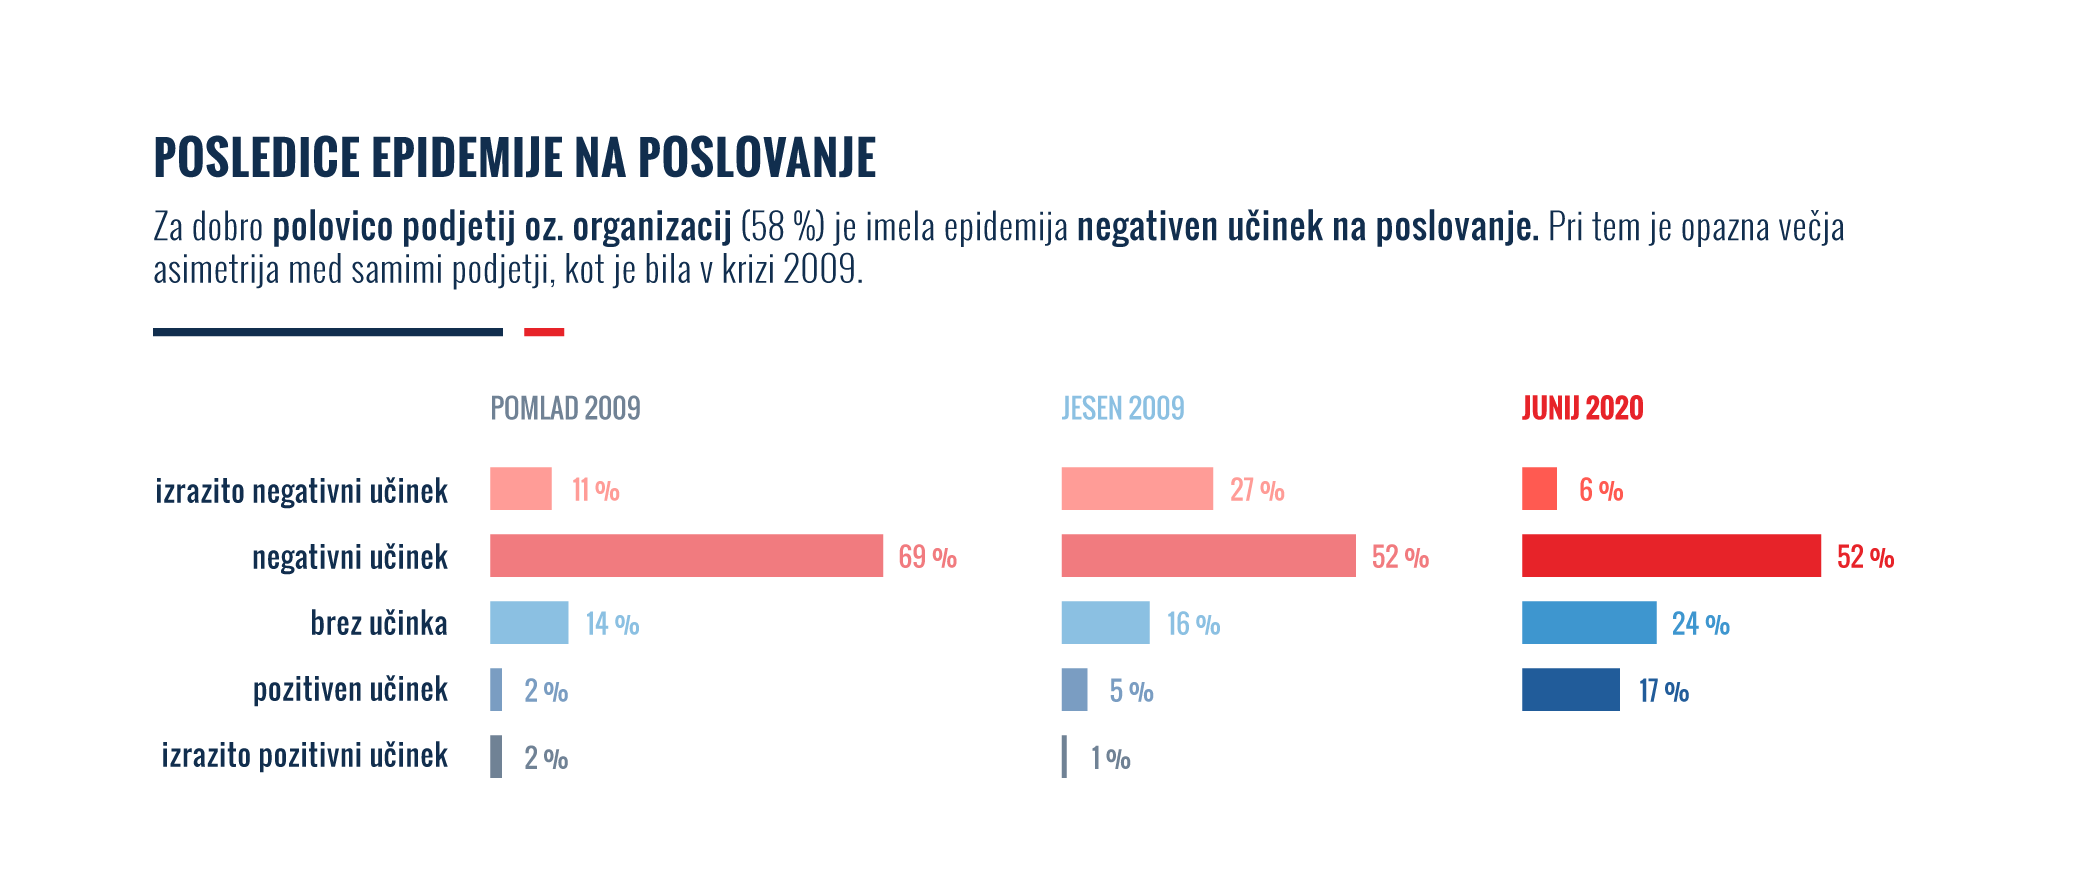 POSLEDICE EPIDEMIJE NA POSLOVANJE
Za dobro polovico podjetij oz. organizacij (58 %) je imela epidemija negativen učinek na poslovanje. Pri tem je opazna večja
asimetrija med samimi podjetji, kot je bila v krizi 2009.
POMLAD 2009 JESEN 2009 JUNIJ 2020
izrazito negativni učinek 11 % 27 % 6 %
negativni učinek 69 % 52 % 52 %
brez učinka 14 % 16 % 24 %
pozitiven učinek 2 % 5 % 17 %
izrazito pozitivni učinek 2 % 1 %